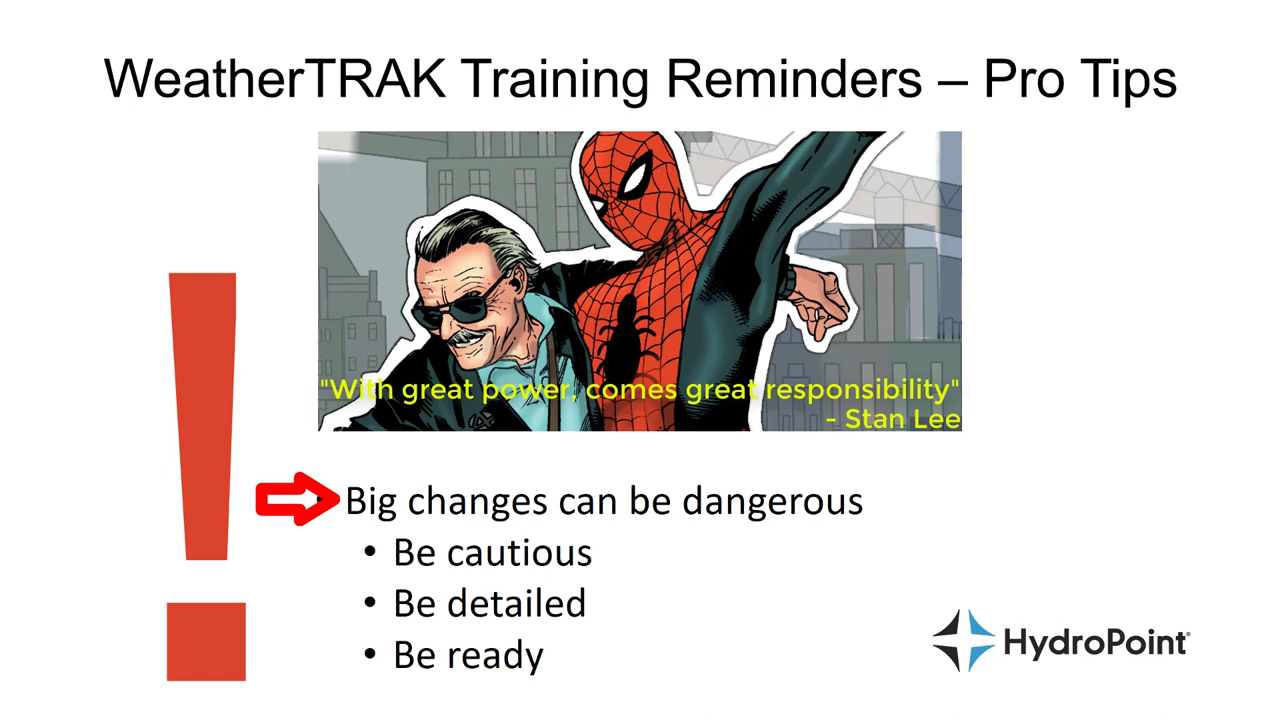 WeatherTRAK Training Reminders – Pro Tips
"With great power, comes great responsibility"
- Stan Lee
Big changes can be dangerous
• Be cautious
• Be detailed
• Be ready
HydroPoint®